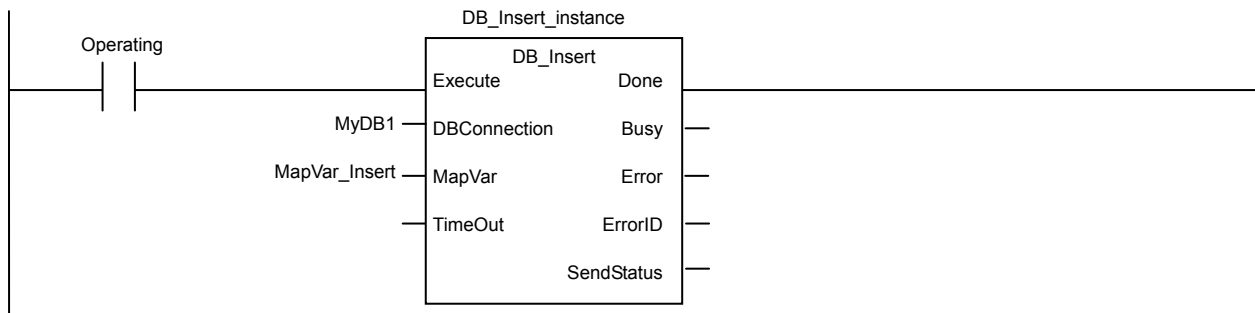 DB_Insert_instance
Operating
DB_Insert
Execute Done
MyDB1 DBConnection Busy
MapVar_Insert MapVar Error
TimeOut ErrorID
SendStatus